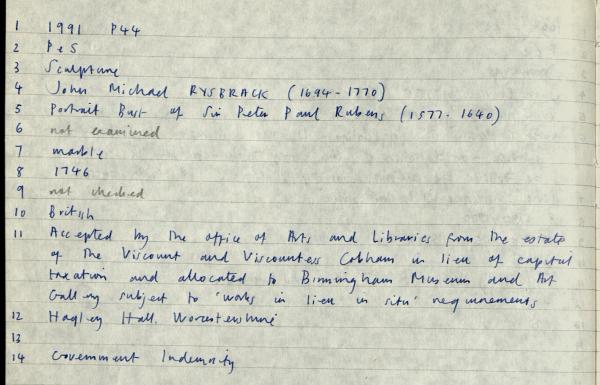 1 1991 P44
2 P & S
3 Sculpture
4 John Michael RYSBRACK (1694-1770)
5 Portrait Bust of Sir Peter Paul Rubens (1577-1640)
6 not examined
7 marble
8 1746
9 not checked
10 British
11 Accepted by the office of Arts and Libraries from the estate
of the Viscount and Viscountess Cobham in lieu of capital
taxation and allocated to Birmingham Museum and Art
Gallery subject to 'works in lieu in situ' requirements
12 Hagley Hall, Worcestershire
13
14 Government Indemnity